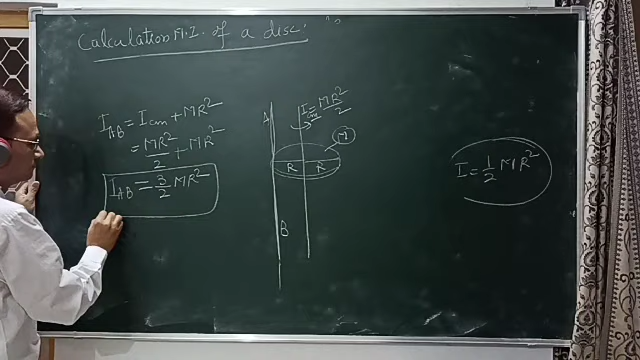 Calculation M.I. of a disc:
I_AB = I_cm + MR²
= MR²/2 + MR²
I_AB = 3/2 MR²
A
I_cm = MR²/2
M
R R
B
I = 1/2 MR²